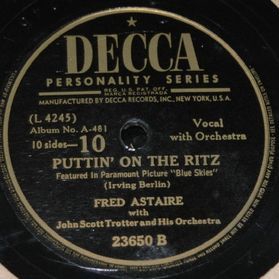 DECCA
PERSONALITY SERIES
REG. U.S. PAT. OFF.
MARCA REGISTRADA
MANUFACTURED BY DECCA RECORDS, INC., NEW YORK, U.S.A.
(L 4245)
Vocal
Album No. A-481
with Orchestra
10 sides—10
PUTTIN' ON THE RITZ
Featured In Paramount Picture "Blue Skies"
(Irving Berlin)
FRED ASTAIRE
with
John Scott Trotter and His Orchestra
23650 B